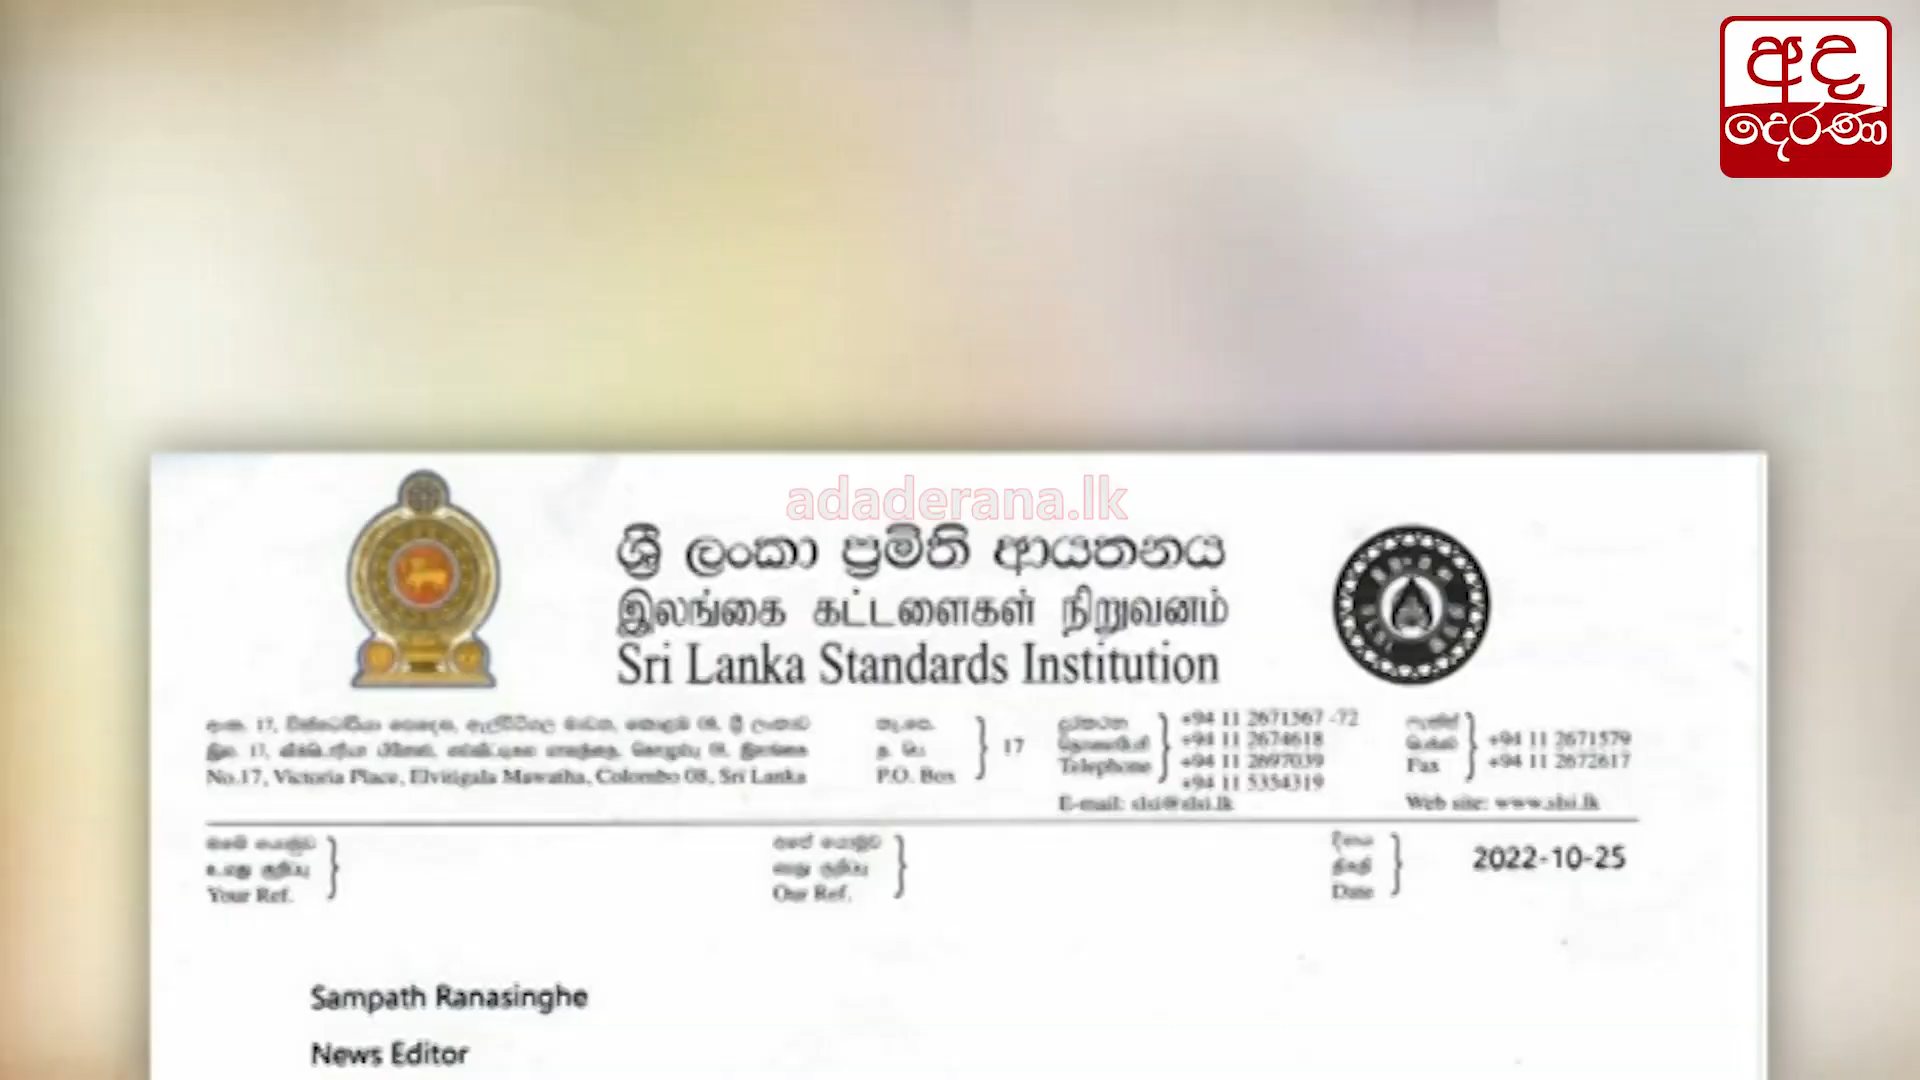 අද
දෙරණ
adaderana.lk
ශ්‍රී ලංකා ප්‍රමිති ආයතනය
இலங்கை கட்டளைகள் நிறுவனம்
Sri Lanka Standards Institution
No.17, Victoria Place, Elvitigala Mawatha, Colombo 08, Sri Lanka
P.O. Box
17
Telephone
+94 11 2671567 -72
+94 11 2674618
+94 11 2697039
+94 11 5354319
E-mail: slsi@slsi.lk
Fax
+94 11 2671579
+94 11 2672617
Web site: www.slsi.lk
Your Ref.
Our Ref.
Date
2022-10-25
Sampath Ranasinghe
News Editor